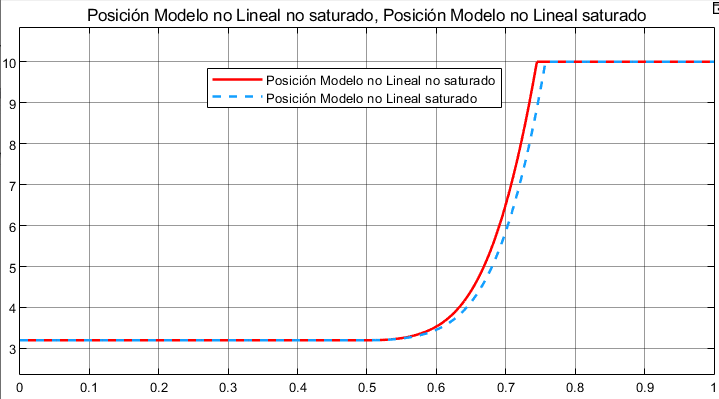 Posición Modelo no Lineal no saturado, Posición Modelo no Lineal saturado
10
Posición Modelo no Lineal no saturado
Posición Modelo no Lineal saturado
9
8
7
6
5
4
3
0 0.1 0.2 0.3 0.4 0.5 0.6 0.7 0.8 0.9 1